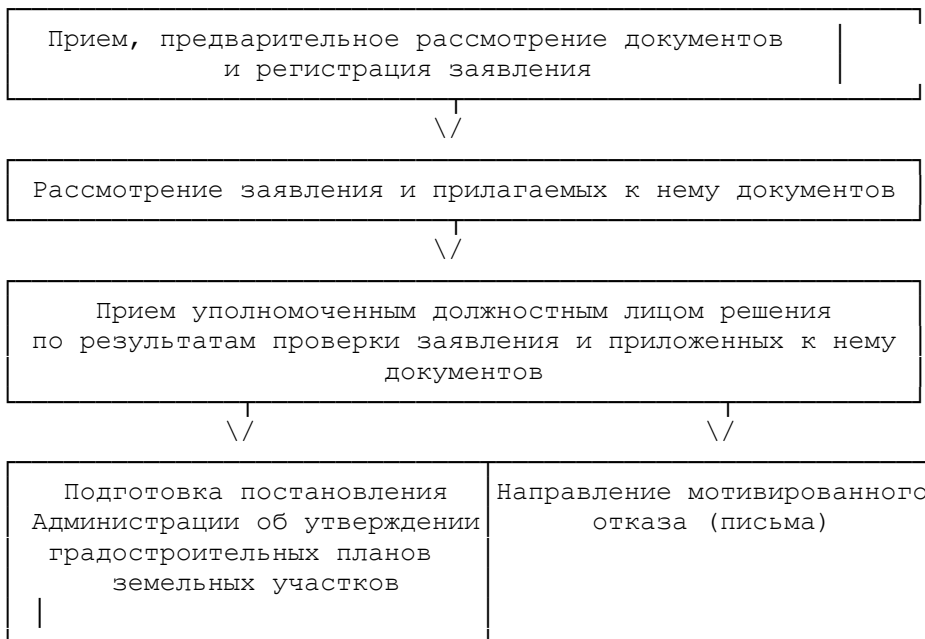 Прием, предварительное рассмотрение документов
и регистрация заявления
\/
Рассмотрение заявления и прилагаемых к нему документов
\/
Прием уполномоченным должностным лицом решения
по результатам проверки заявления и приложенных к нему
документов
\/ \/
Подготовка постановления
Администрации об утверждении
градостроительных планов
земельных участков
Направление мотивированного
отказа (письма)